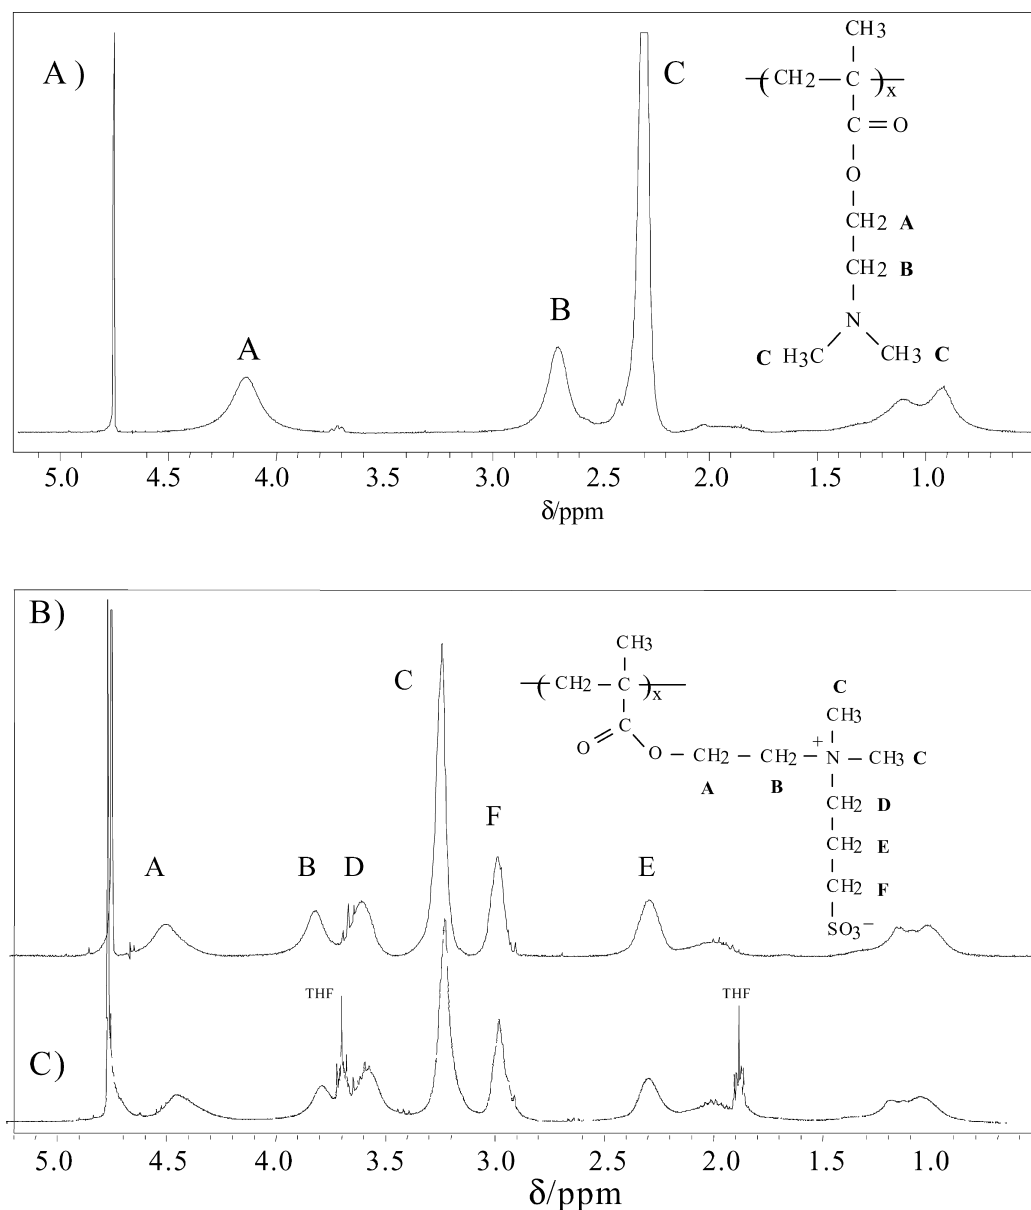 A)
C
CH3
( CH2 – C )x
C = O
O
CH2 A
B
CH2 B
A
N
C H3C CH3 C
5.0 4.5 4.0 3.5 3.0 2.5 2.0 1.5 1.0
δ/ppm
B)
CH3
C
( CH2 – C )x
C
CH3
O
C
+
O – CH2 – CH2 – N – CH3 C
A B
CH2 D
F
A B D E
CH2 E
CH2 F
SO3−
THF THF
C)
5.0 4.5 4.0 3.5 3.0 2.5 2.0 1.5 1.0
δ/ppm